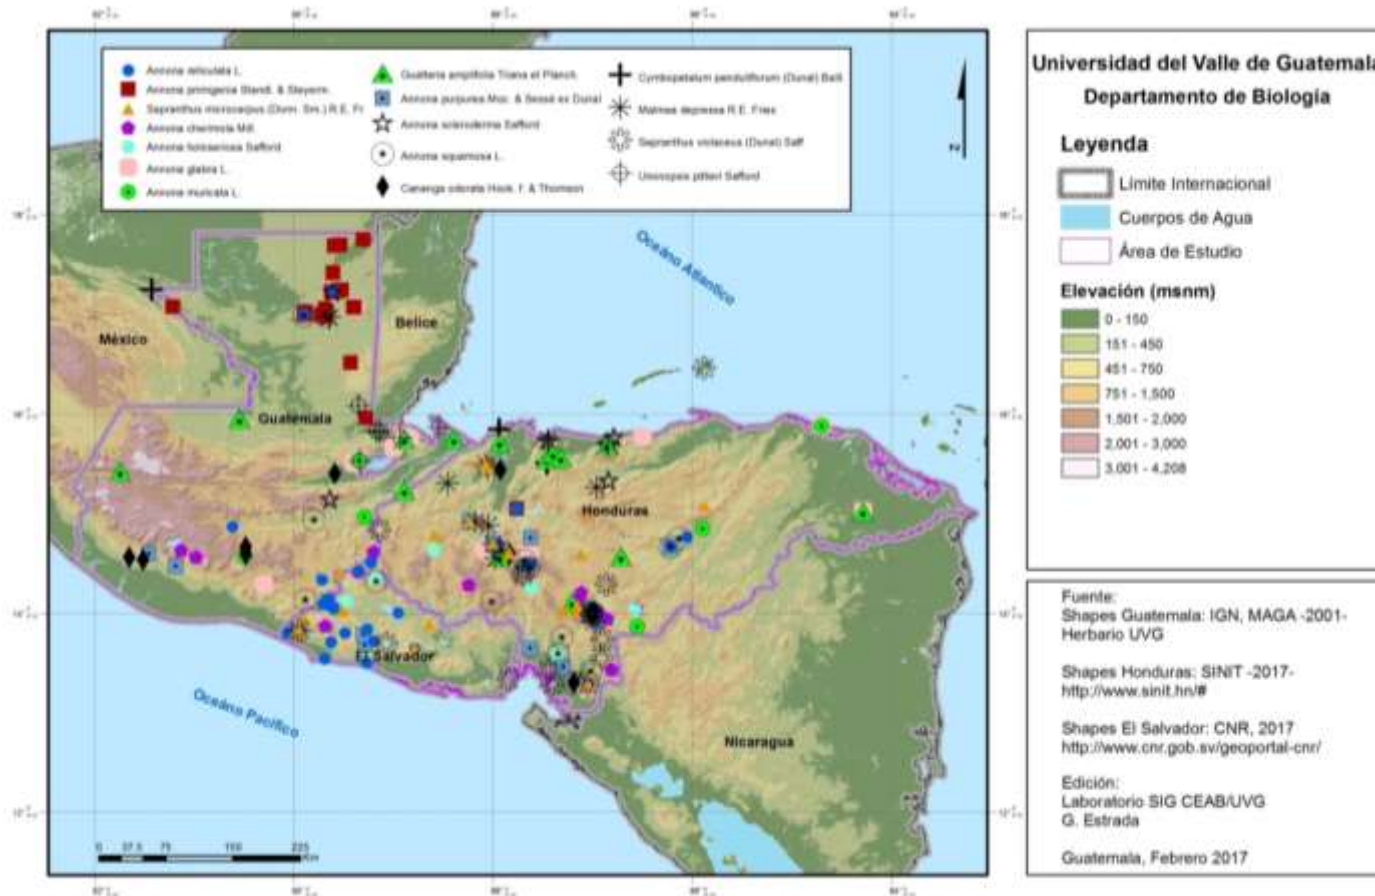 Annona reticulata L.
Annona primigenia Standl. & Steyerm.
Sapranthus microcarpus (Donn. Sm.) R.E. Fr
Annona cherimola Mill.
Annona holosericea Safford
Annona glabra L.
Annona muricata L.
Guatteria amplifolia Triana et Planch.
Annona purpurea Moc. & Sessé ex Dunal
Annona scleroderma Safford
Annona squamosa L.
Cananga odorata Hook. f. & Thomson
Cymbopetalum penduliflorum (Dunal) Baill
Malmea depressa R.E. Fries
Sapranthus violaceus (Dunal) Saff
Unonopsis pittieri Safford
Océano Atlántico
México
Belice
Guatemala
Honduras
El Salvador
Océano Pacífico
Nicaragua
0 37.5 75 150 225
Km
Universidad del Valle de Guatemal
Departamento de Biología
Leyenda
Límite Internacional
Cuerpos de Agua
Área de Estudio
Elevación (msnm)
0 - 150
151 - 450
451 - 750
751 - 1,500
1,501 - 2,000
2,001 - 3,000
3,001 - 4,208
Fuente:
Shapes Guatemala: IGN, MAGA -2001-
Herbario UVG
Shapes Honduras: SINIT -2017-
http://www.sinit.hn/#
Shapes El Salvador: CNR, 2017
http://www.cnr.gob.sv/geoportal-cnr/
Edición:
Laboratorio SIG CEAB/UVG
G. Estrada
Guatemala, Febrero 2017